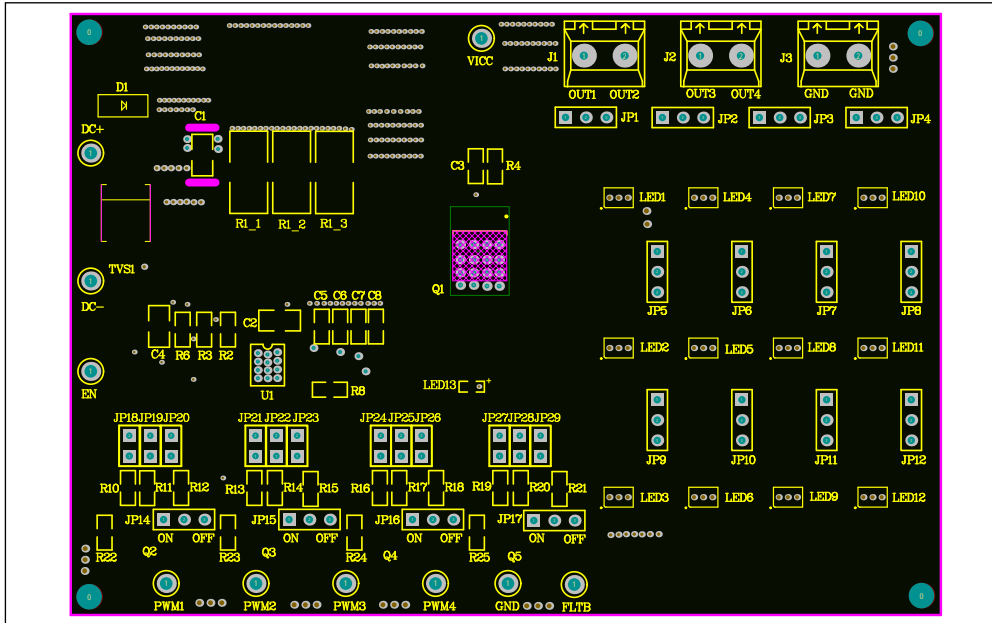 VICC
J1
J2
J3
OUT1 OUT2
OUT3 OUT4
GND GND
D1
C1
JP1
JP2
JP3
JP4
DC+
C3
R4
LED1
LED4
LED7
LED10
R1_1
R1_2
R1_3
TVS1
Q1
DC-
JP5
JP6
JP7
JP8
C5 C6 C7 C8
C2
C4
R6
R3
R2
LED2
LED5
LED8
LED11
U1
R8
LED13
+
EN
JP18 JP19 JP20
JP21 JP22 JP23
JP24 JP25 JP26
JP27 JP28 JP29
JP9
JP10
JP11
JP12
R10
R11
R12
R13
R14
R15
R16
R17
R18
R19
R20
R21
LED3
LED6
LED9
LED12
JP14
JP15
JP16
JP17
ON OFF
ON OFF
ON OFF
ON OFF
R22
Q2
R23
Q3
R24
Q4
R25
Q5
PWM1
PWM2
PWM3
PWM4
GND
FLTB